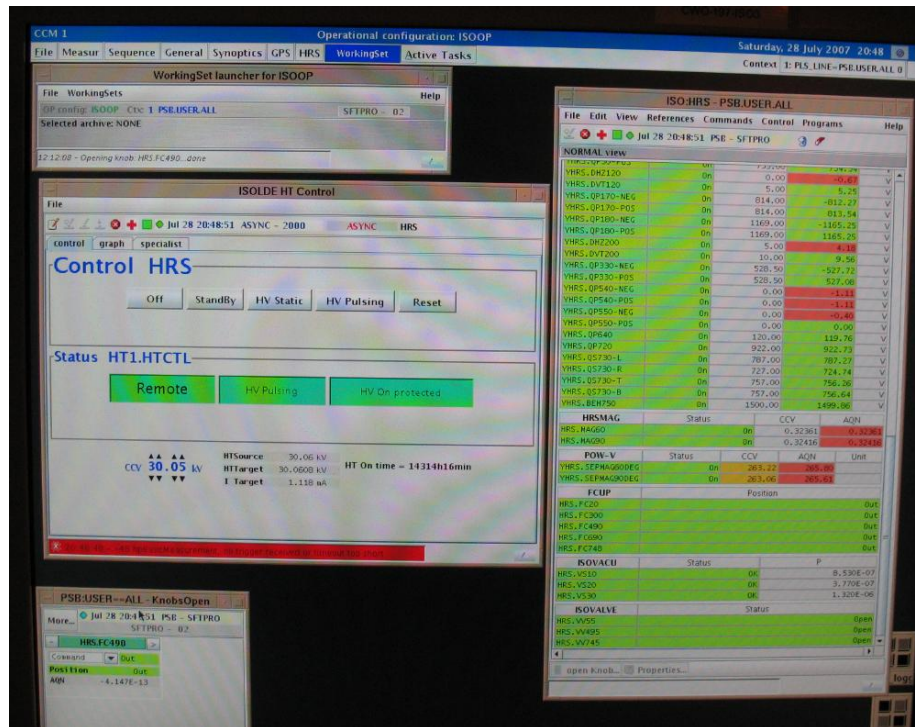 CCM 1 Operational configuration: ISOOP
File Measur Sequence General Synoptics GPS HRS WorkingSet Active Tasks
Saturday, 28 July 2007 20:48
Context 1: PLS_LINE=PSB.USER.ALL 0
WorkingSet launcher for ISOOP
File WorkingSets Help
OP config: ISOOP Ctx: 1 PSB.USER.ALL SFTPRO - 02
Selected archive: NONE
12:12:08 - Opening knob: HRS.FC490...done
ISOLDE HT Control
File
Jul 28 20:48:51 ASYNC - 2000 ASYNC HRS
control graph specialist
Control HRS
Off StandBy HV Static HV Pulsing Reset
Status HT1.HTCTL
Remote HV Pulsing HV On protected
CCV 30.05 kV
HTSource 30.06 kV
HTTarget 30.0608 kV
I Target 1.118 mA
HT On time = 14314h16min
PSB:USER==ALL - KnobsOpen
More... Jul 28 20:48:51 PSB - SFTPRO
SFTPRO - 02
HRS.FC490
Command Out
Position Out
AQN -4.147E-13
ISO:HRS - PSB.USER.ALL
File Edit View References Commands Control Programs Help
Jul 28 20:48:51 PSB - SFTPRO
NORMAL view
YHRS.DHZ120 On 0.00 -0.67 V
YHRS.DVT120 On 5.00 5.25 V
YHRS.QP170-NEG On 814.00 -812.27 V
YHRS.QP170-POS On 814.00 813.54 V
YHRS.QP180-NEG On 1169.00 -1165.25 V
YHRS.QP180-POS On 1169.00 1165.25 V
YHRS.DHZ200 On 5.00 4.18 V
YHRS.DVT200 On 10.00 9.56 V
YHRS.QP330-NEG On 528.50 -527.72 V
YHRS.QP330-POS On 528.50 527.08 V
YHRS.QP540-NEG On 0.00 -1.11 V
YHRS.QP540-POS On 0.00 -1.11 V
YHRS.QP550-NEG On 0.00 -0.40 V
YHRS.QP550-POS On 0.00 0.00 V
YHRS.QP640 On 120.00 119.76 V
YHRS.QP720 On 922.00 922.73 V
YHRS.QS730-L On 787.00 787.27 V
YHRS.QS730-R On 727.00 724.74 V
YHRS.QS730-T On 757.00 756.26 V
YHRS.QS730-B On 757.00 756.64 V
YHRS.BEH750 On 1500.00 1499.86 V
HRSMAG Status CCV AQN
HRS.MAG60 On 0.32361 0.32361
HRS.MAG90 On 0.32416 0.32416
POW-V Status CCV AQN Unit
YHRS.SEPMAG60DEG On 263.22 265.80
YHRS.SEPMAG90DEG On 263.06 265.61
FCUP Position
HRS.FC20 Out
HRS.FC300 Out
HRS.FC490 Out
HRS.FC690 Out
HRS.FC748 Out
ISOVACU Status P
HRS.VS10 OK 8.530E-07
HRS.VS20 OK 3.770E-07
HRS.VS30 OK 1.320E-06
ISOVALVE Status
HRS.VV55 Open
HRS.VV495 Open
HRS.VV745 Open
open Knob... Properties...